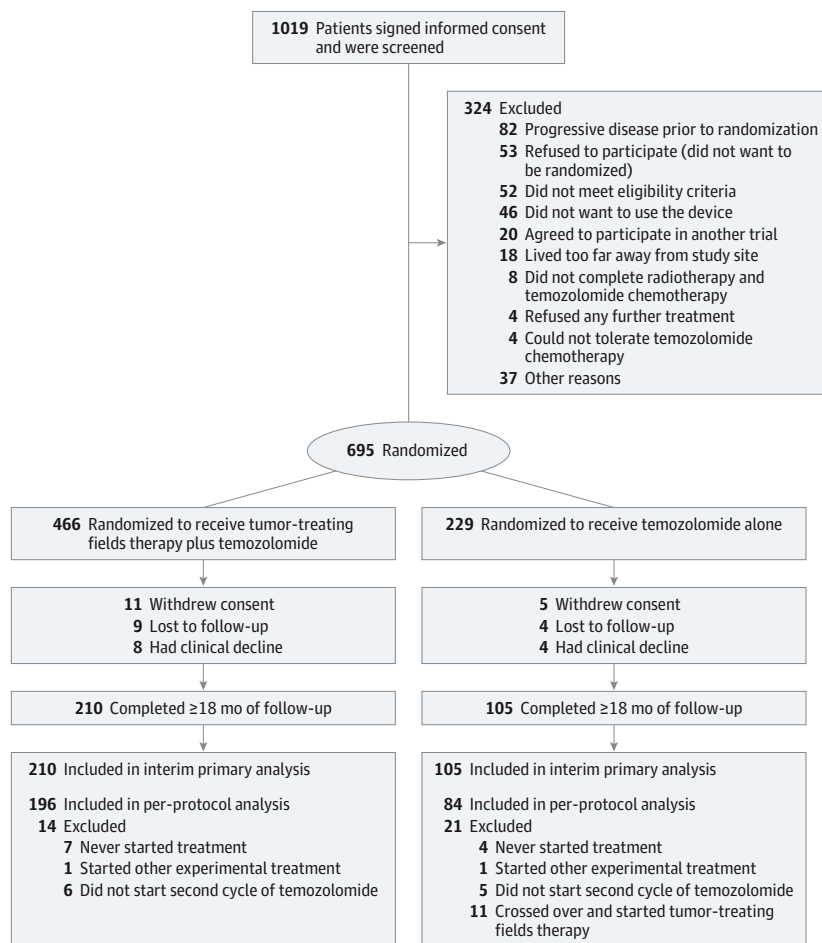 1019 Patients signed informed consent
and were screened
324 Excluded
82 Progressive disease prior to randomization
53 Refused to participate (did not want to
be randomized)
52 Did not meet eligibility criteria
46 Did not want to use the device
20 Agreed to participate in another trial
18 Lived too far away from study site
8 Did not complete radiotherapy and
temozolomide chemotherapy
4 Refused any further treatment
4 Could not tolerate temozolomide
chemotherapy
37 Other reasons
695 Randomized
466 Randomized to receive tumor-treating
fields therapy plus temozolomide
11 Withdrew consent
9 Lost to follow-up
8 Had clinical decline
210 Completed ≥18 mo of follow-up
210 Included in interim primary analysis
196 Included in per-protocol analysis
14 Excluded
7 Never started treatment
1 Started other experimental treatment
6 Did not start second cycle of temozolomide
229 Randomized to receive temozolomide alone
5 Withdrew consent
4 Lost to follow-up
4 Had clinical decline
105 Completed ≥18 mo of follow-up
105 Included in interim primary analysis
84 Included in per-protocol analysis
21 Excluded
4 Never started treatment
1 Started other experimental treatment
5 Did not start second cycle of temozolomide
11 Crossed over and started tumor-treating
fields therapy